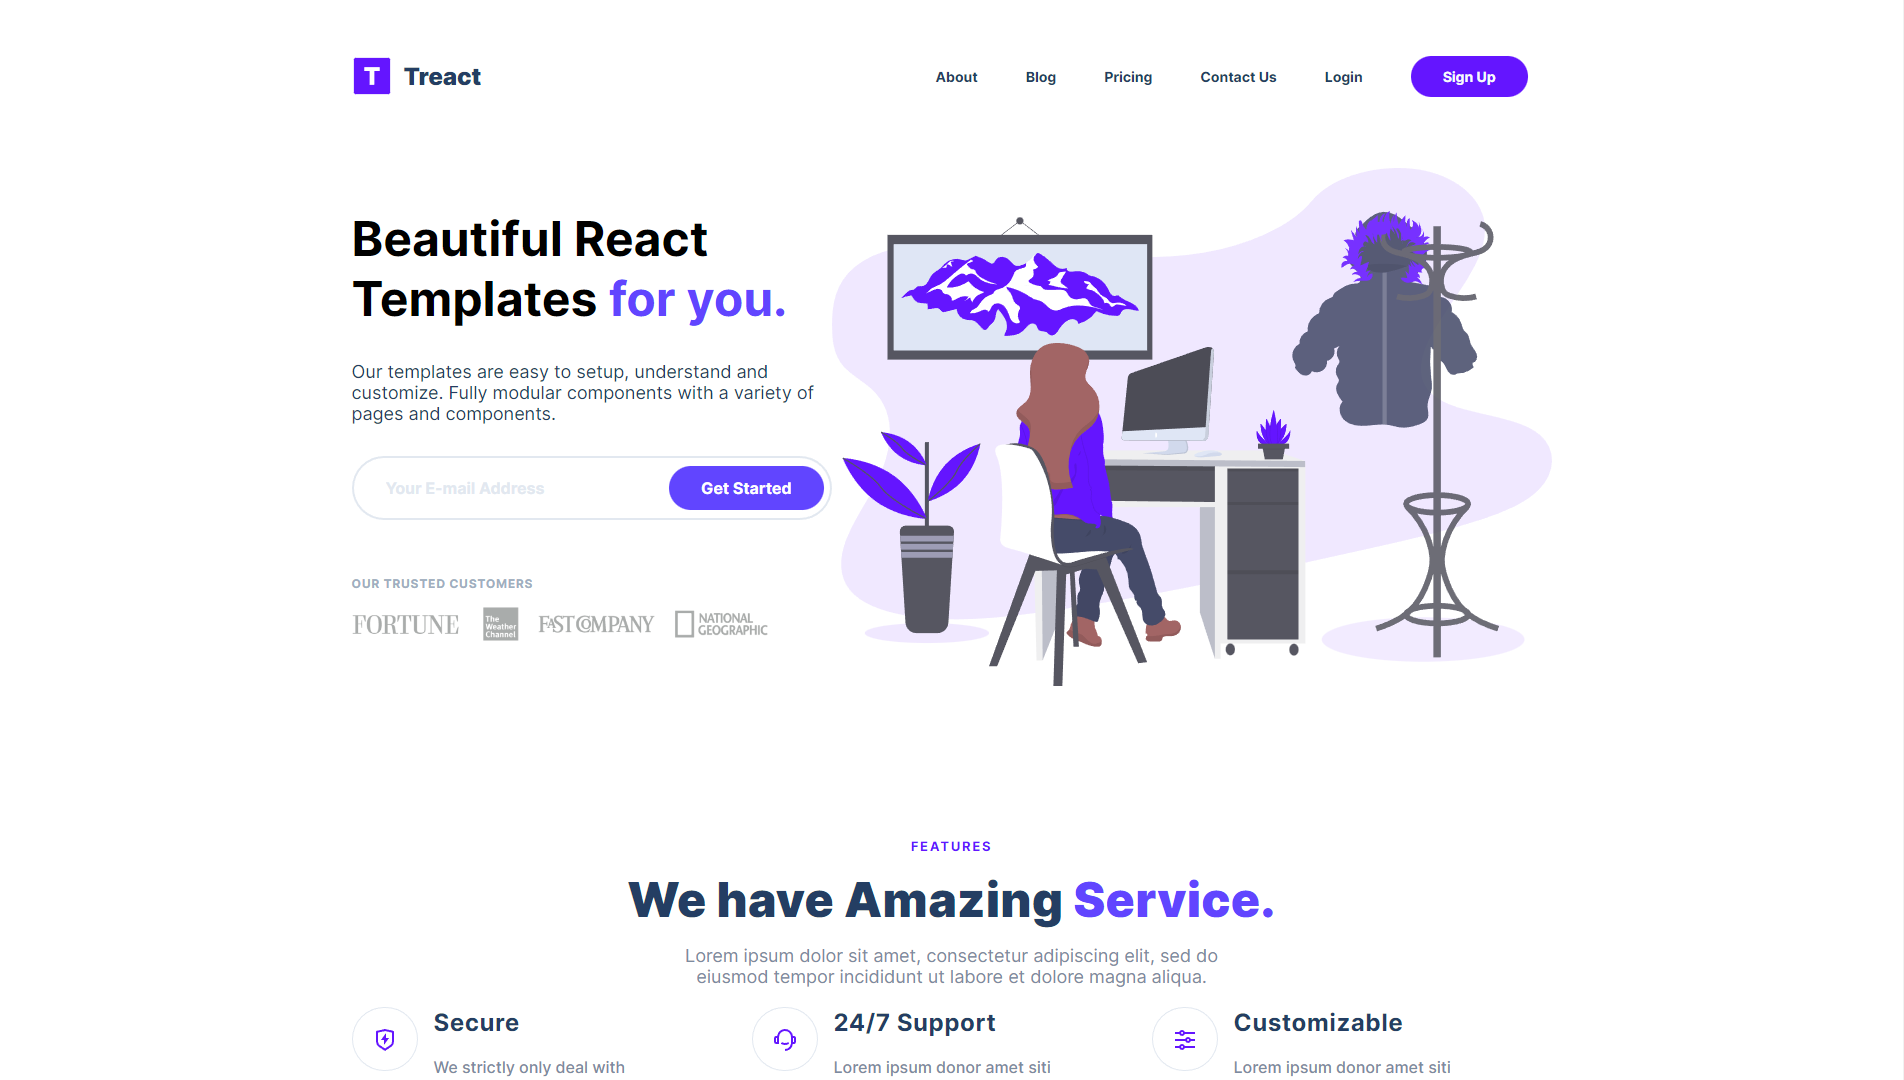 T Treact
About Blog Pricing Contact Us Login Sign Up
Beautiful React
Templates for you.
Our templates are easy to setup, understand and
customize. Fully modular components with a variety of
pages and components.
Your E-mail Address Get Started
OUR TRUSTED CUSTOMERS
FORTUNE
The
Weather
Channel
FAST COMPANY
NATIONAL
GEOGRAPHIC
FEATURES
We have Amazing Service.
Lorem ipsum dolor sit amet, consectetur adipiscing elit, sed do
eiusmod tempor incididunt ut labore et dolore magna aliqua.
Secure
We strictly only deal with
24/7 Support
Lorem ipsum donor amet siti
Customizable
Lorem ipsum donor amet siti